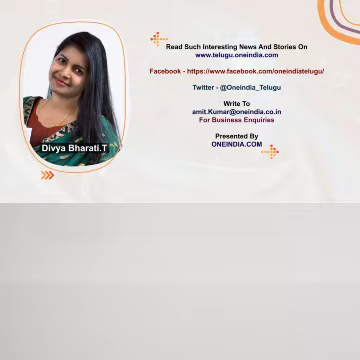 Read Such Interesting News And Stories On
www.telugu.oneindia.com
Facebook - https://www.facebook.com/oneindiatelugu/
Twitter - @Oneindia_Telugu
Write To
amit.Kumar@oneindia.co.in
For Business Enquiries
Presented By
ONEINDIA.COM
Divya Bharati.T